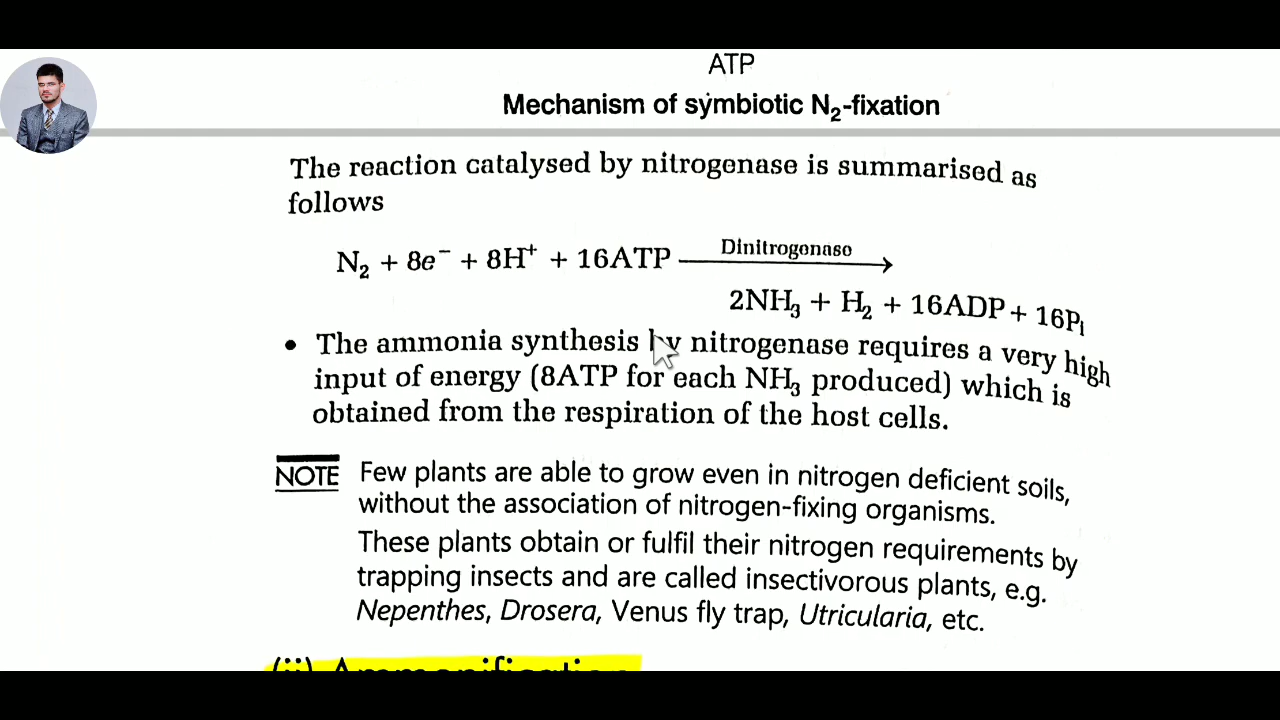 ATP
Mechanism of symbiotic N₂-fixation
The reaction catalysed by nitrogenase is summarised as
follows
N₂ + 8e⁻ + 8H⁺ + 16ATP Dinitrogenase →
2NH₃ + H₂ + 16ADP + 16Pᵢ
• The ammonia synthesis by nitrogenase requires a very high
input of energy (8ATP for each NH₃ produced) which is
obtained from the respiration of the host cells.
NOTE Few plants are able to grow even in nitrogen deficient soils,
without the association of nitrogen-fixing organisms.
These plants obtain or fulfil their nitrogen requirements by
trapping insects and are called insectivorous plants, e.g.
Nepenthes, Drosera, Venus fly trap, Utricularia, etc.
(ii) Ammonification